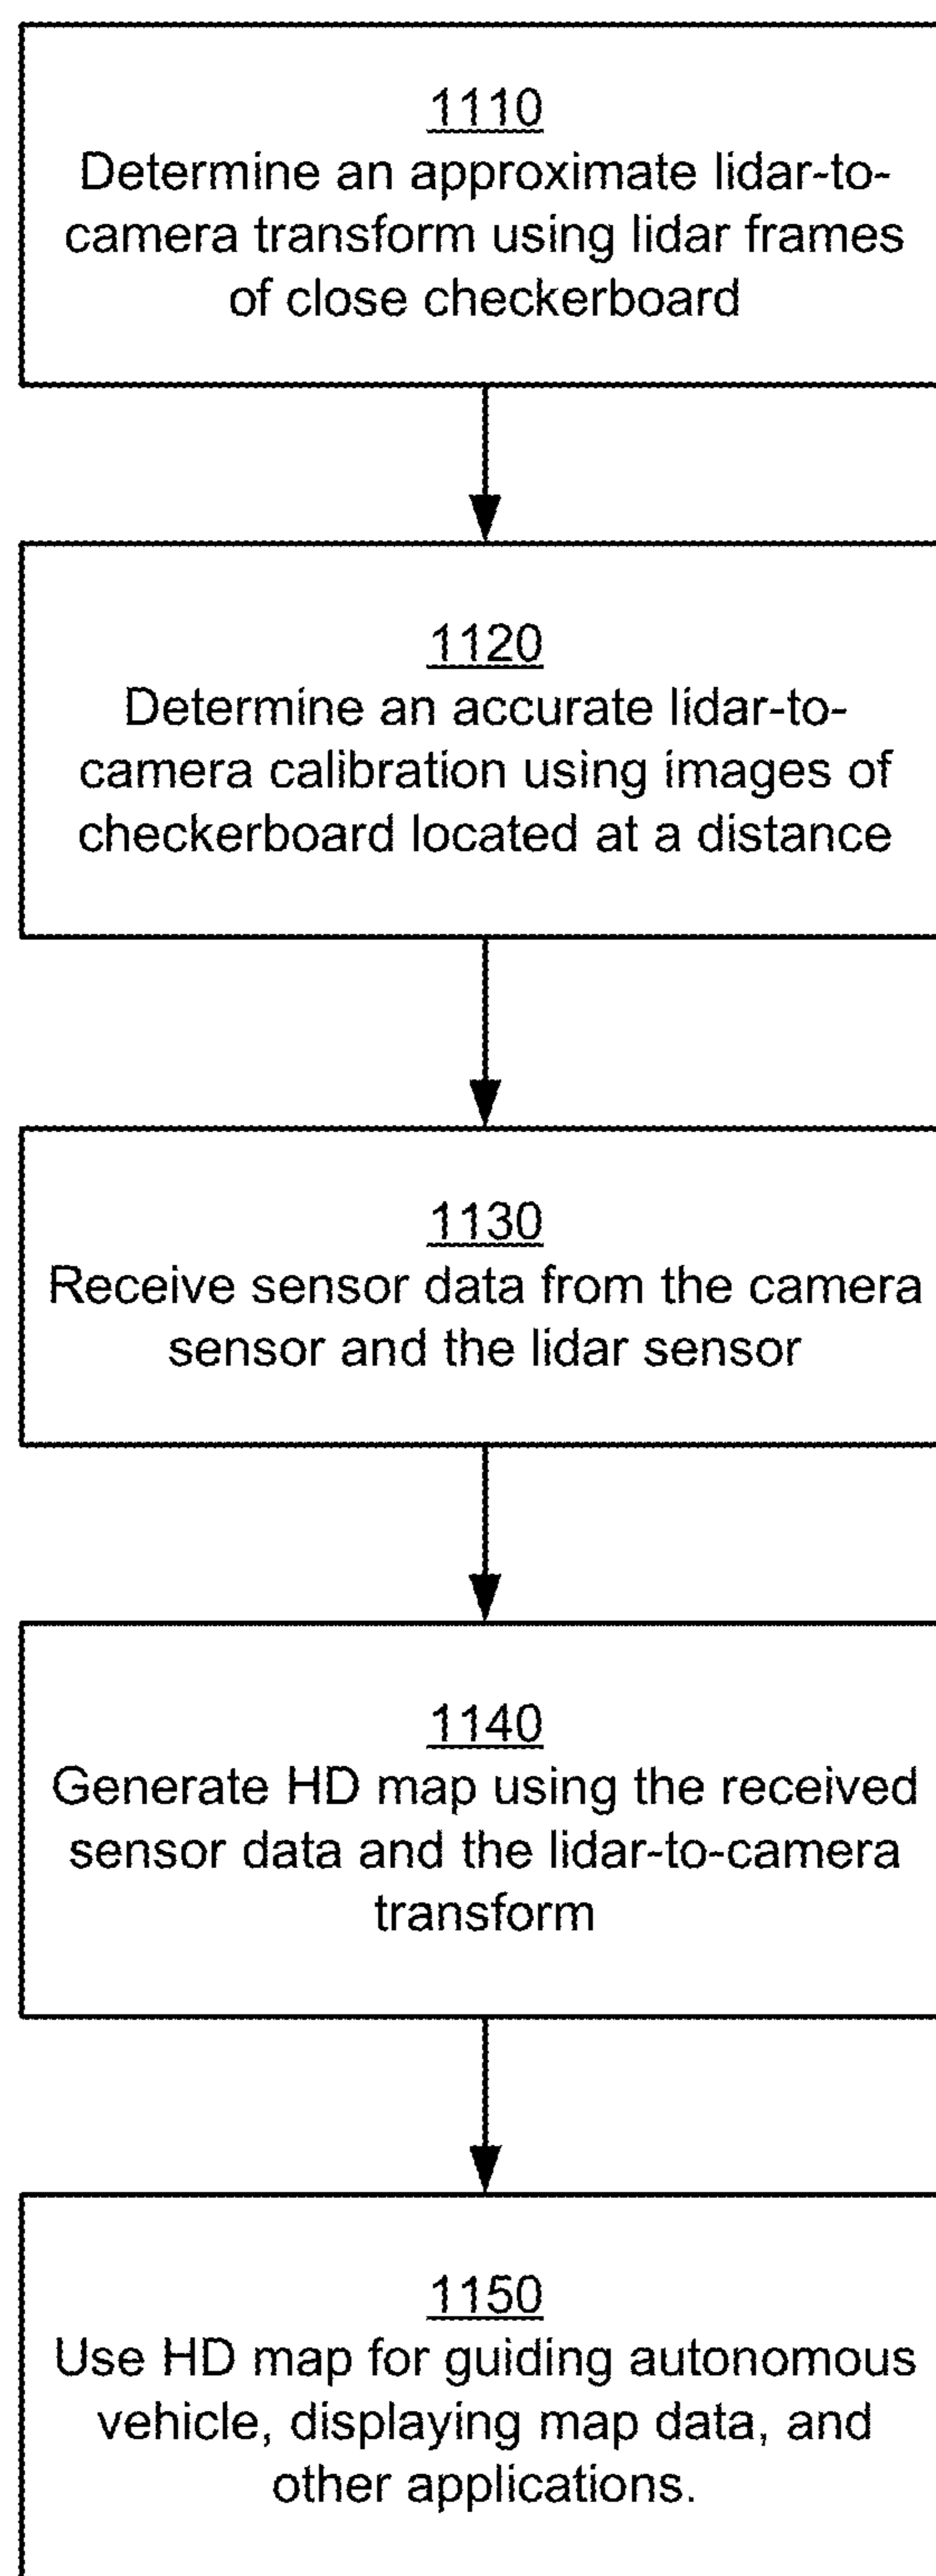 1110
Determine an approximate lidar-to-
camera transform using lidar frames
of close checkerboard
1120
Determine an accurate lidar-to-
camera calibration using images of
checkerboard located at a distance
1130
Receive sensor data from the camera
sensor and the lidar sensor
1140
Generate HD map using the received
sensor data and the lidar-to-camera
transform
1150
Use HD map for guiding autonomous
vehicle, displaying map data, and
other applications.